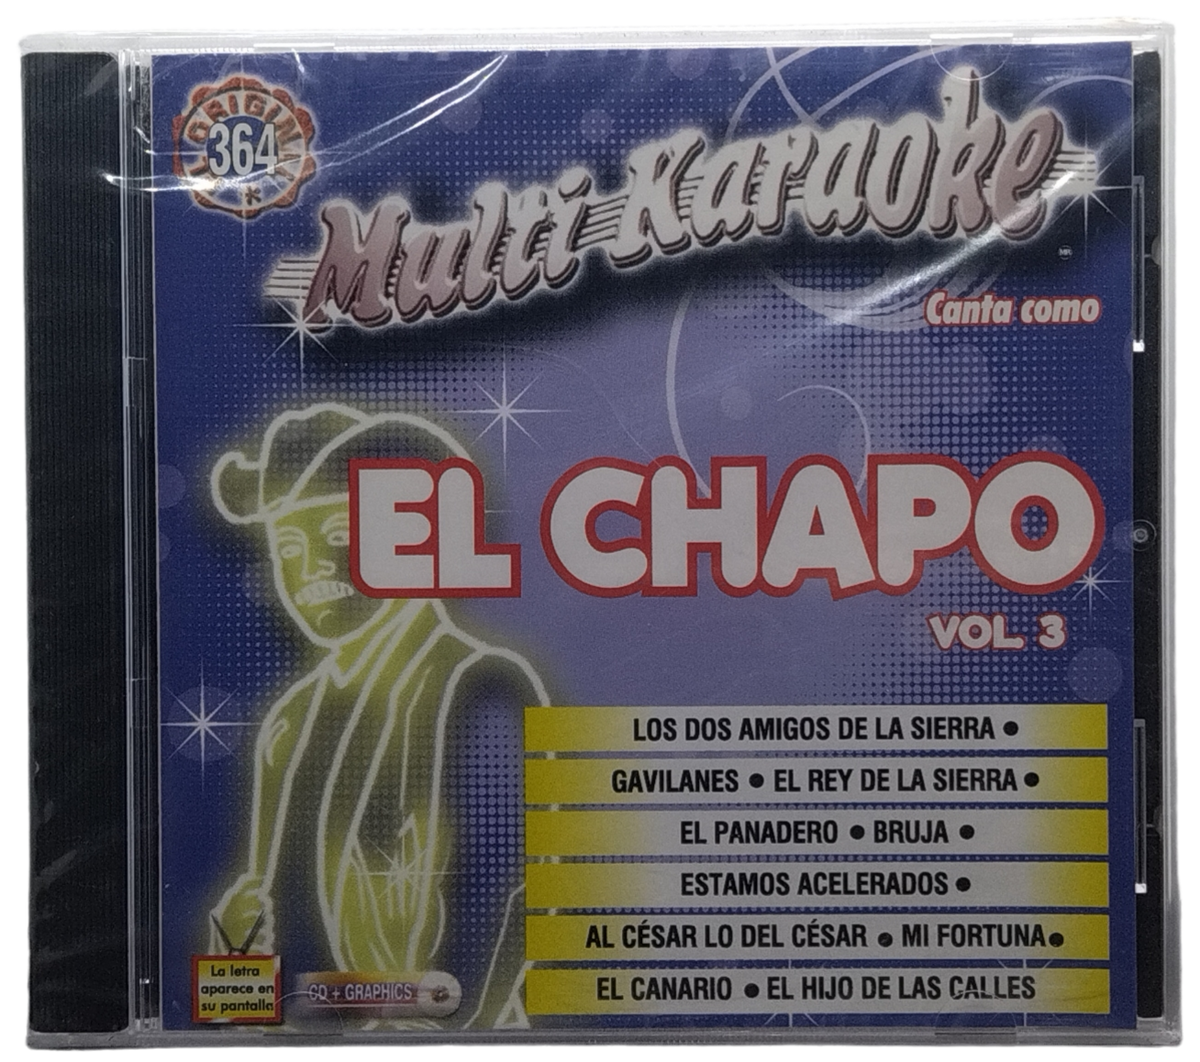 ORIGINAL
364
Multi-Karaoke
MR
Canta como
EL CHAPO
VOL. 3
LOS DOS AMIGOS DE LA SIERRA •
GAVILANES • EL REY DE LA SIERRA •
EL PANADERO • BRUJA •
ESTAMOS ACELERADOS •
AL CÉSAR LO DEL CÉSAR • MI FORTUNA •
EL CANARIO • EL HIJO DE LAS CALLES
La letra
aparece en
su pantalla
CD + GRAPHICS